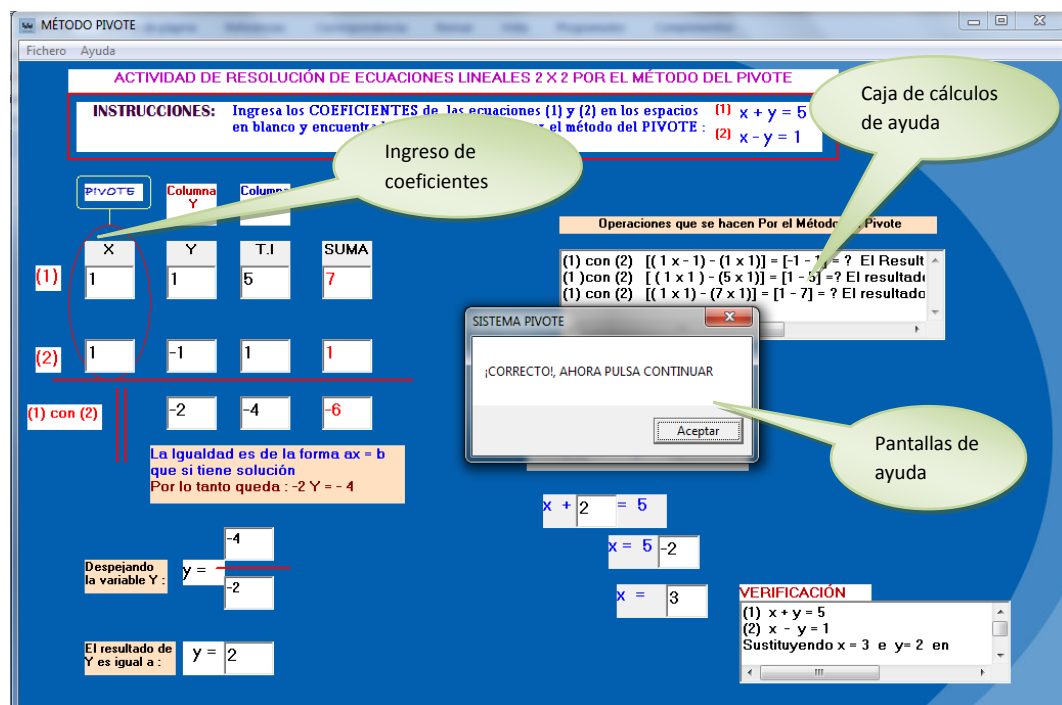 MÉTODO PIVOTE
Fichero Ayuda
ACTIVIDAD DE RESOLUCIÓN DE ECUACIONES LINEALES 2 X 2 POR EL MÉTODO DEL PIVOTE
INSTRUCCIONES: Ingresa los COEFICIENTES de las ecuaciones (1) y (2) en los espacios
en blanco y encuentra el método del PIVOTE :
(1) x + y = 5
(2) x - y = 1
Caja de cálculos
de ayuda
Ingreso de
coeficientes
PIVOTE
Columna
Y
Columna
X Y T.I SUMA
(1) 1 1 5 7
(2) 1 -1 1 1
(1) con (2) -2 -4 -6
La Igualdad es de la forma ax = b
que si tiene solución
Por lo tanto queda : -2 Y = - 4
Despejando
la variable Y :
y =
-4
-2
El resultado de
Y es igual a :
y = 2
Operaciones que se hacen Por el Método Pivote
(1) con (2) [( 1 x -1) - (1 x 1)] = [-1 - 1] = ? El Result
(1 )con (2) [ ( 1 x 1 ) - (5 x 1)] = [1 - 5] =? El resultado
(1) con (2) [( 1 x 1) - (7 x 1)] = [1 - 7] = ? El resultado
SISTEMA PIVOTE
¡CORRECTO!, AHORA PULSA CONTINUAR
Aceptar
Pantallas de
ayuda
x + 2 = 5
x = 5 -2
x = 3
VERIFICACIÓN
(1) x + y = 5
(2) x - y = 1
Sustituyendo x = 3 e y= 2 en